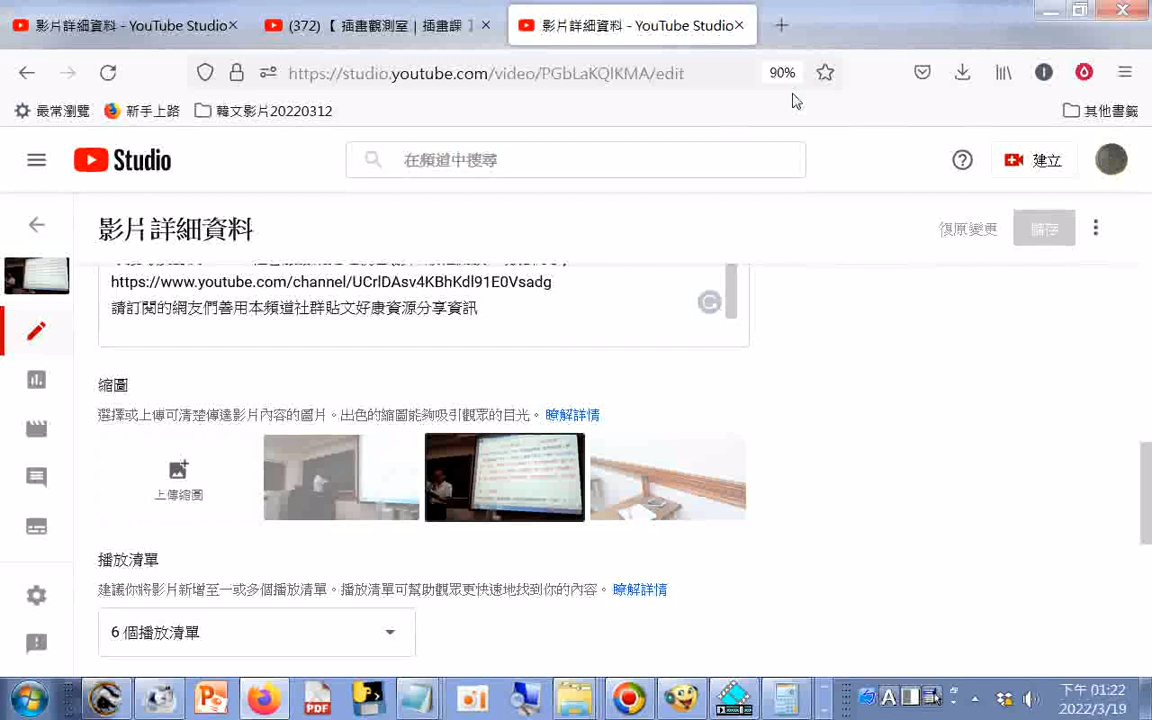 影片詳細資料 - YouTube Studio
(372)【 插畫觀測室 | 插畫課 】
影片詳細資料 - YouTube Studio
https://studio.youtube.com/video/PGbLaKQIKMA/edit
90%
最常瀏覽
新手上路
韓文影片20220312
其他書籤
Studio
在頻道中搜尋
建立
影片詳細資料
復原變更
儲存
https://www.youtube.com/channel/UCrlDAsv4KBhKdl91E0Vsadg
請訂閱的網友們善用本頻道社群貼文好康資源分享資訊
縮圖
選擇或上傳可清楚傳達影片內容的圖片。出色的縮圖能夠吸引觀眾的目光。 瞭解詳情
上傳縮圖
播放清單
建議你將影片新增至一或多個播放清單。播放清單可幫助觀眾更快速地找到你的內容。 瞭解詳情
6 個播放清單
下午 01:22
2022/3/19